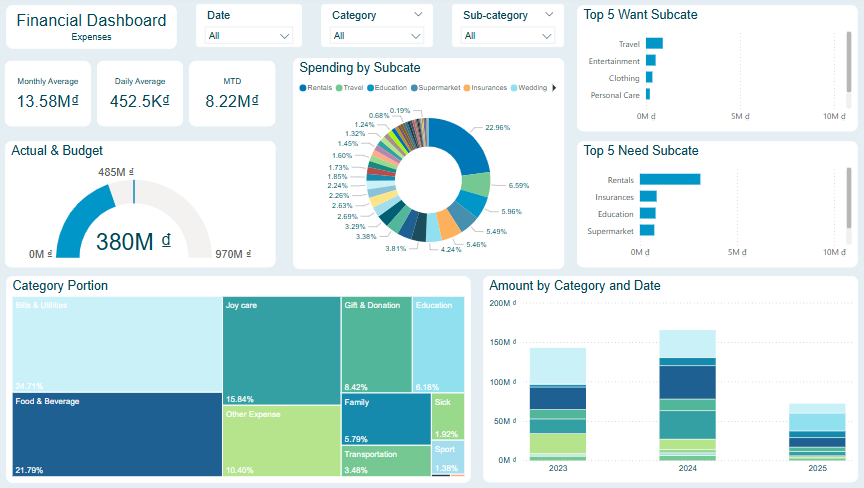 Financial Dashboard
Expenses
Date
All
Category
All
Sub-category
All
Monthly Average
13.58M₫
Daily Average
452.5K₫
MTD
8.22M₫
Actual & Budget
485M ₫
380M ₫
0M ₫
970M ₫
Spending by Subcate
Rentals Travel Education Supermarket Insurances Wedding
22.96%
6.59%
5.96%
5.49%
5.46%
4.24%
3.81%
3.38%
3.29%
2.69%
2.63%
2.26%
2.24%
1.85%
1.73%
1.60%
1.45%
1.32%
1.24%
0.68%
0.19%
Top 5 Want Subcate
Travel
Entertainment
Clothing
Personal Care
0M ₫ 5M ₫ 10M ₫
Top 5 Need Subcate
Rentals
Insurances
Education
Supermarket
0M ₫ 5M ₫ 10M ₫
Category Portion
Bills & Utilities
24.71%
Food & Beverage
21.79%
Joy care
15.84%
Other Expense
10.40%
Gift & Donation
8.42%
Education
6.18%
Family
5.79%
Transportation
3.48%
Sick
1.92%
Sport
1.38%
Amount by Category and Date
200M ₫
150M ₫
100M ₫
50M ₫
0M ₫
2023 2024 2025